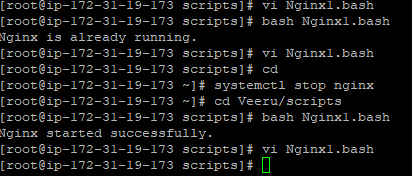 [root@ip-172-31-19-173 scripts]# vi Nginx1.bash
[root@ip-172-31-19-173 scripts]# bash Nginx1.bash
Nginx is already running.
[root@ip-172-31-19-173 scripts]# vi Nginx1.bash
[root@ip-172-31-19-173 scripts]# cd
[root@ip-172-31-19-173 ~]# systemctl stop nginx
[root@ip-172-31-19-173 ~]# cd Veeru/scripts
[root@ip-172-31-19-173 scripts]# bash Nginx1.bash
Nginx started successfully.
[root@ip-172-31-19-173 scripts]# vi Nginx1.bash
[root@ip-172-31-19-173 scripts]#